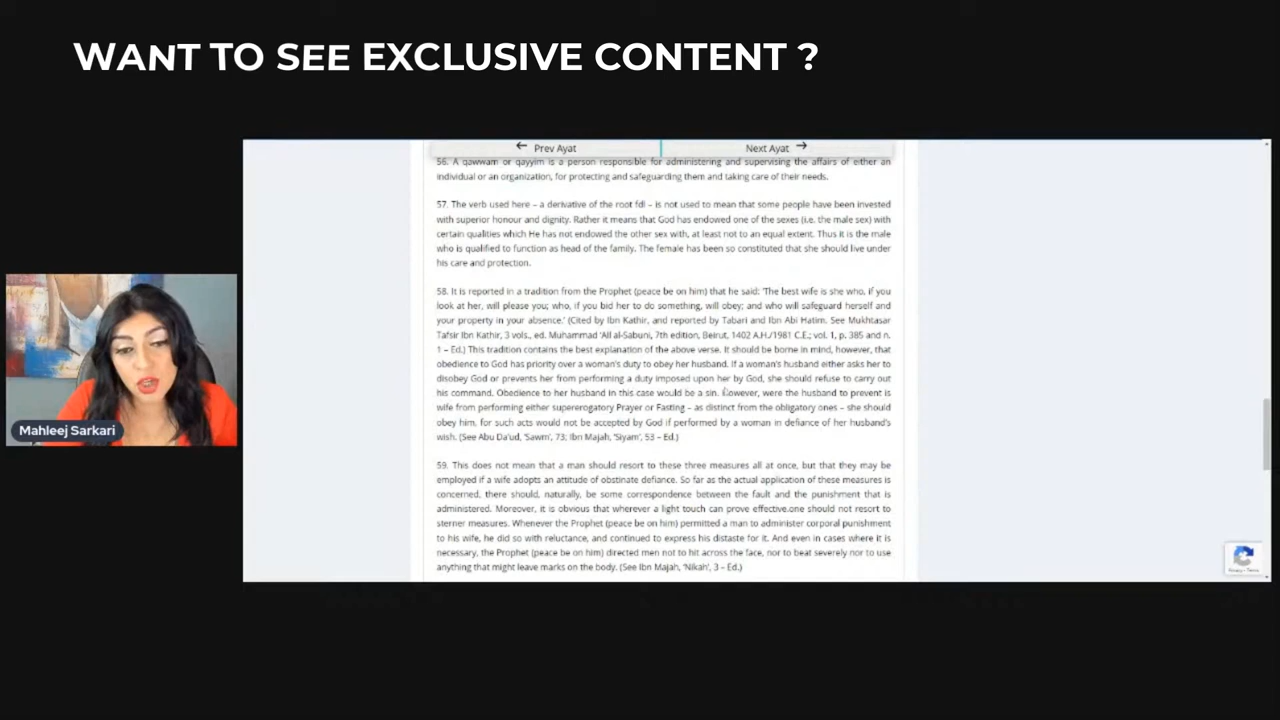 WANT TO SEE EXCLUSIVE CONTENT ?
← Prev Ayat
Next Ayat →
56. A qawwam or qayyim is a person responsible for administering and supervising the affairs of either an
individual or an organization, for protecting and safeguarding them and taking care of their needs.
57. The verb used here – a derivative of the root fdl – is not used to mean that some people have been invested
with superior honour and dignity. Rather it means that God has endowed one of the sexes (i.e. the male sex) with
certain qualities which He has not endowed the other sex with, at least not to an equal extent. Thus it is the male
who is qualified to function as head of the family. The female has been so constituted that she should live under
his care and protection.
58. It is reported in a tradition from the Prophet (peace be on him) that he said: 'The best wife is she who, if you
look at her, will please you; who, if you bid her to do something, will obey; and who will safeguard herself and
your property in your absence.' (Cited by Ibn Kathir, and reported by Tabari and Ibn Abi Hatim. See Mukhtasar
Tafsir Ibn Kathir, 3 vols., ed. Muhammad 'All al-Sabuni, 7th edition, Beirut, 1402 A.H./1981 C.E.; vol. 1, p. 385 and n.
1 – Ed.) This tradition contains the best explanation of the above verse. It should be borne in mind, however, that
obedience to God has priority over a woman's duty to obey her husband. If a woman's husband either asks her to
disobey God or prevents her from performing a duty imposed upon her by God, she should refuse to carry out
his command. Obedience to her husband in this case would be a sin. However, were the husband to prevent is
wife from performing either supererogatory Prayer or Fasting – as distinct from the obligatory ones – she should
obey him, for such acts would not be accepted by God if performed by a woman in defiance of her husband's
wish. (See Abu Da'ud, 'Sawm', 73; Ibn Majah, 'Siyam', 53 – Ed.)
59. This does not mean that a man should resort to these three measures all at once, but that they may be
employed if a wife adopts an attitude of obstinate defiance. So far as the actual application of these measures is
concerned, there should, naturally, be some correspondence between the fault and the punishment that is
administered. Moreover, it is obvious that wherever a light touch can prove effective.one should not resort to
sterner measures. Whenever the Prophet (peace be on him) permitted a man to administer corporal punishment
to his wife, he did so with reluctance, and continued to express his distaste for it. And even in cases where it is
necessary, the Prophet (peace be on him) directed men not to hit across the face, nor to beat severely nor to use
anything that might leave marks on the body. (See Ibn Majah, 'Nikah', 3 – Ed.)
Mahleej Sarkari
Privacy - Terms